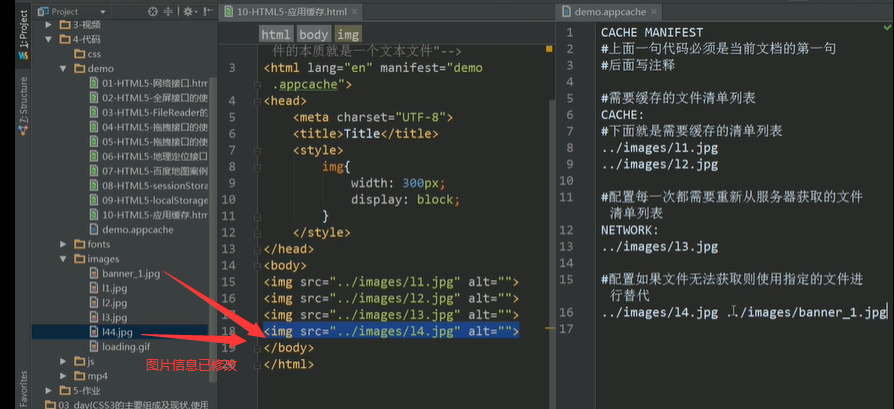 Project
1: Project
7: Structure
Favorites
3-视频
4-代码
css
demo
01-HTML5-网络接口.htm
02-HTML5-全屏接口的使
03-HTML5-FileReader的
04-HTML5-拖拽接口的使
05-HTML5-拖拽接口的使
06-HTML5-地理定位接口
07-HTML5-百度地图案例
08-HTML5-sessionStora
09-HTML5-localStorage
10-HTML5-应用缓存.htm
demo.appcache
fonts
images
banner_1.jpg
l1.jpg
l2.jpg
l3.jpg
l44.jpg
loading.gif
js
mp4
5-作业
03_day(CSS3的主要组成及现状,使用
图片信息已修改
10-HTML5-应用缓存.html
html body img
件的本质就是一个文本文件"-->
3 <html lang="en" manifest="demo
.appcache">
4 <head>
5 <meta charset="UTF-8">
6 <title>Title</title>
7 <style>
8 img{
9 width: 300px;
10 display: block;
11 }
12 </style>
13 </head>
14 <body>
15 <img src="../images/l1.jpg" alt="">
16 <img src="../images/l2.jpg" alt="">
17 <img src="../images/l3.jpg" alt="">
18 <img src="../images/l4.jpg" alt="">
19 </body>
20 </html>
demo.appcache
1 CACHE MANIFEST
2 #上面一句代码必须是当前文档的第一句
3 #后面写注释
4
5 #需要缓存的文件清单列表
6 CACHE:
7 #下面就是需要缓存的清单列表
8 ../images/l1.jpg
9 ../images/l2.jpg
10
11 #配置每一次都需要重新从服务器获取的文件
清单列表
12 NETWORK:
13 ../images/l3.jpg
14
15 #配置如果文件无法获取则使用指定的文件进
行替代
16 ../images/l4.jpg ../images/banner_1.jpg
17